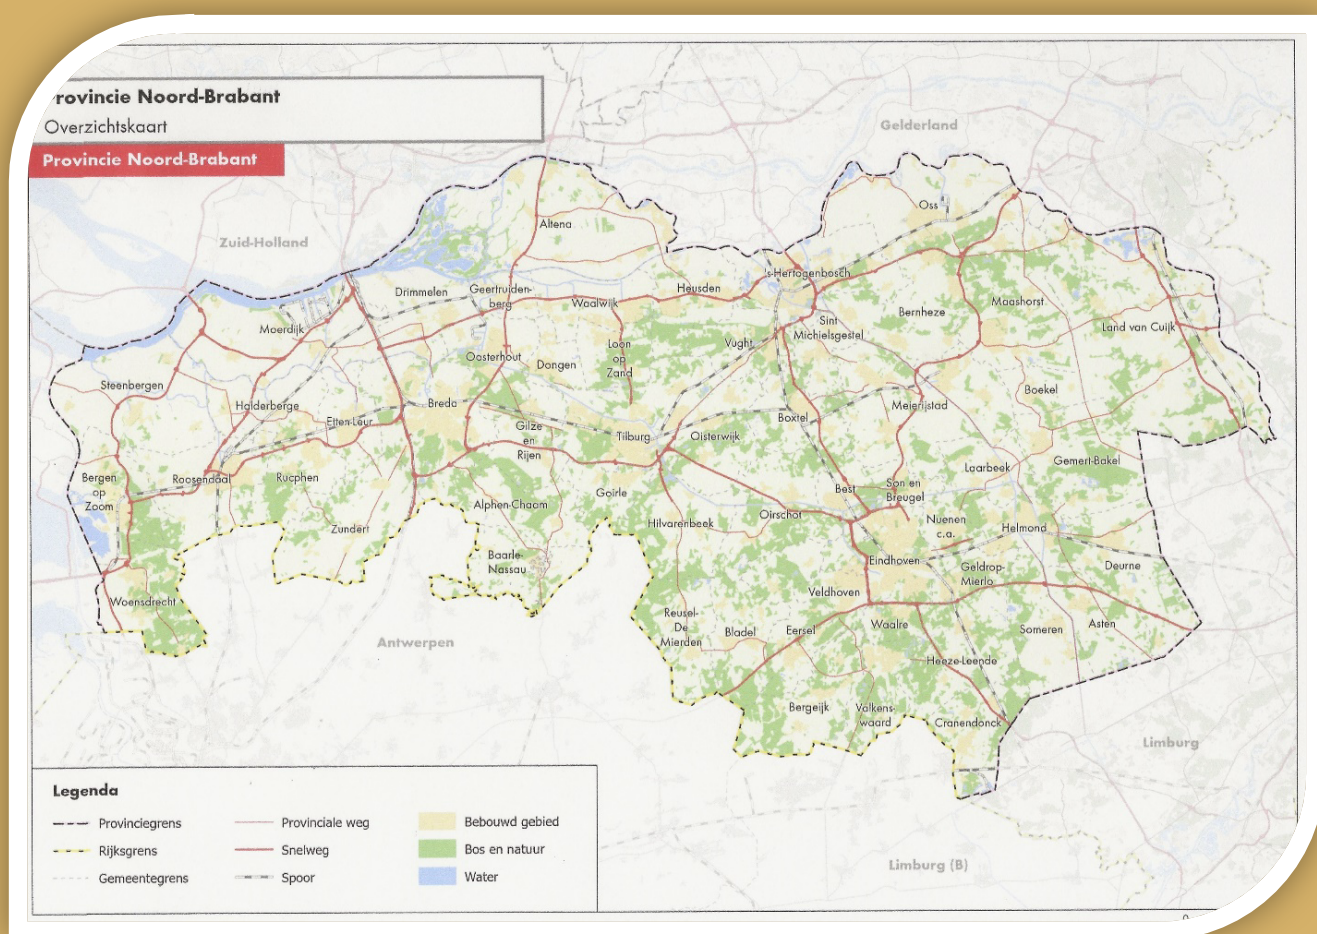 rovincie Noord-Brabant
Overzichtskaart
Provincie Noord-Brabant
Gelderland
Zuid-Holland
Oss
Altena
's-Hertogenbosch
Drimmelen
Geertruiden-
berg
Heusden
Waalwijk
Maashorst
Bernheze
Land van Cuijk
Moerdijk
Sint
Michielsgestel
Vught
Loon
op
Zand
Oosterhout
Dongen
Steenbergen
Boekel
Halderberge
Breda
Meierijstad
Etten-Leur
Boxtel
Gilze
en
Rijen
Tilburg
Oisterwijk
Gemert-Bakel
Laarbeek
Bergen
op
Zoom
Roosendaal
Rucphen
Best
Son en
Breugel
Goirle
Alphen-Chaam
Hilvarenbeek
Oirschot
Nuenen
c.a.
Helmond
Zundert
Baarle-
Nassau
Eindhoven
Geldrop-
Mierlo
Deurne
Veldhoven
Woensdrecht
Reusel-
De
Mierden
Bladel
Eersel
Waalre
Someren
Asten
Antwerpen
Heeze-Leende
Bergeijk
Valkens-
waard
Cranendonck
Limburg
Limburg (B)
Legenda
Provinciegrens
Rijksgrens
Gemeentegrens
Provinciale weg
Snelweg
Spoor
Bebouwd gebied
Bos en natuur
Water